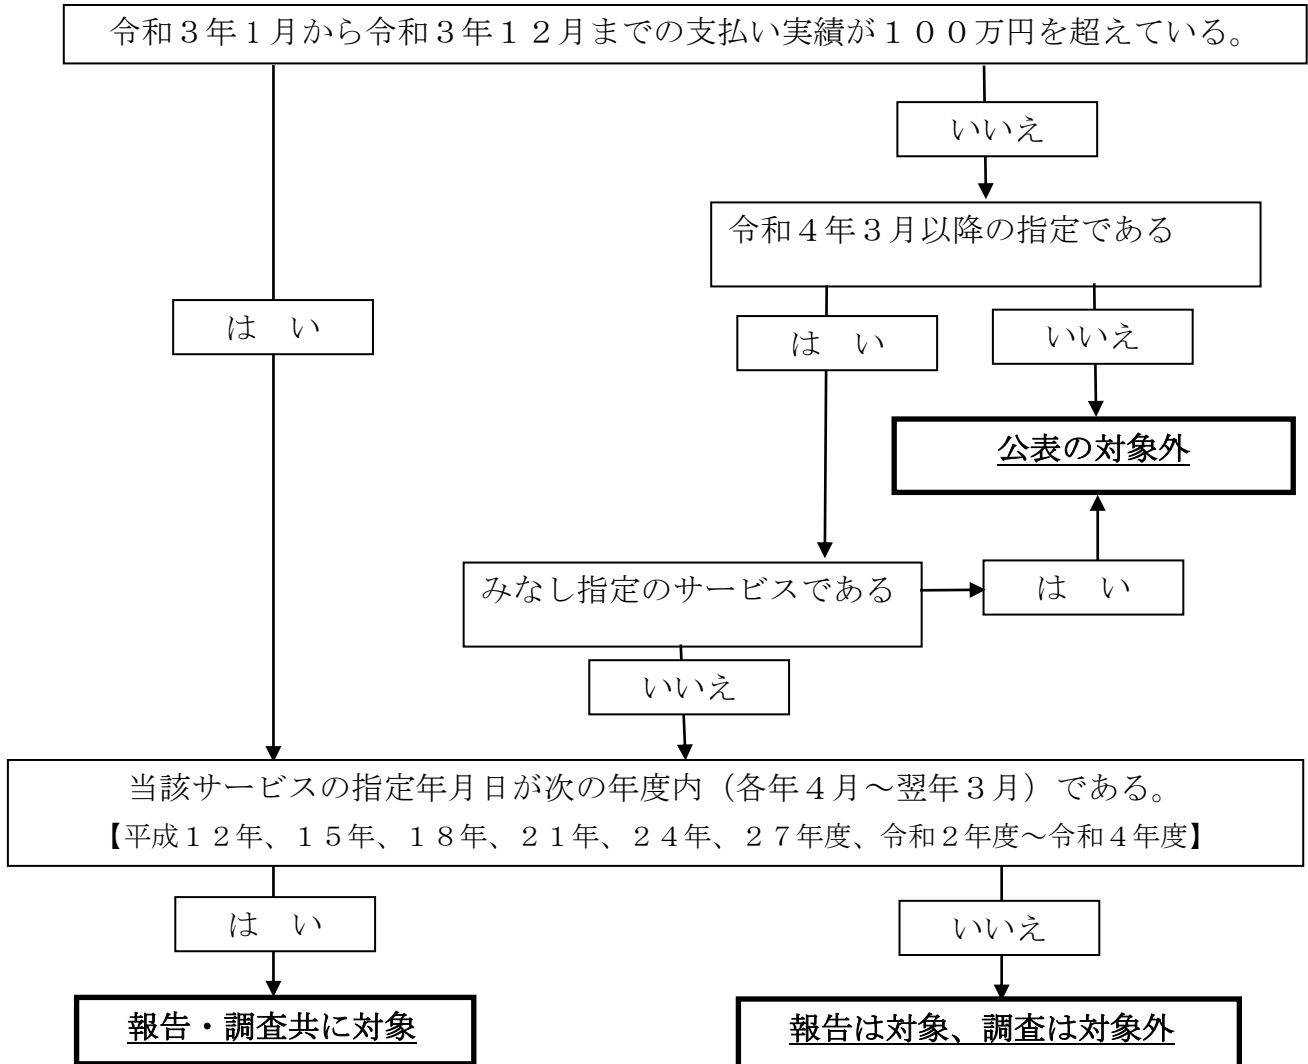 令和３年１月から令和３年１２月までの支払い実績が１００万円を超えている。
いいえ
令和４年３月以降の指定である
は　い
は　い
いいえ
公表の対象外
みなし指定のサービスである
は　い
いいえ
当該サービスの指定年月日が次の年度内（各年４月～翌年３月）である。
【平成１２年、１５年、１８年、２１年、２４年、２７年度、令和２年度～令和４年度】
は　い
いいえ
報告・調査共に対象
報告は対象、調査は対象外